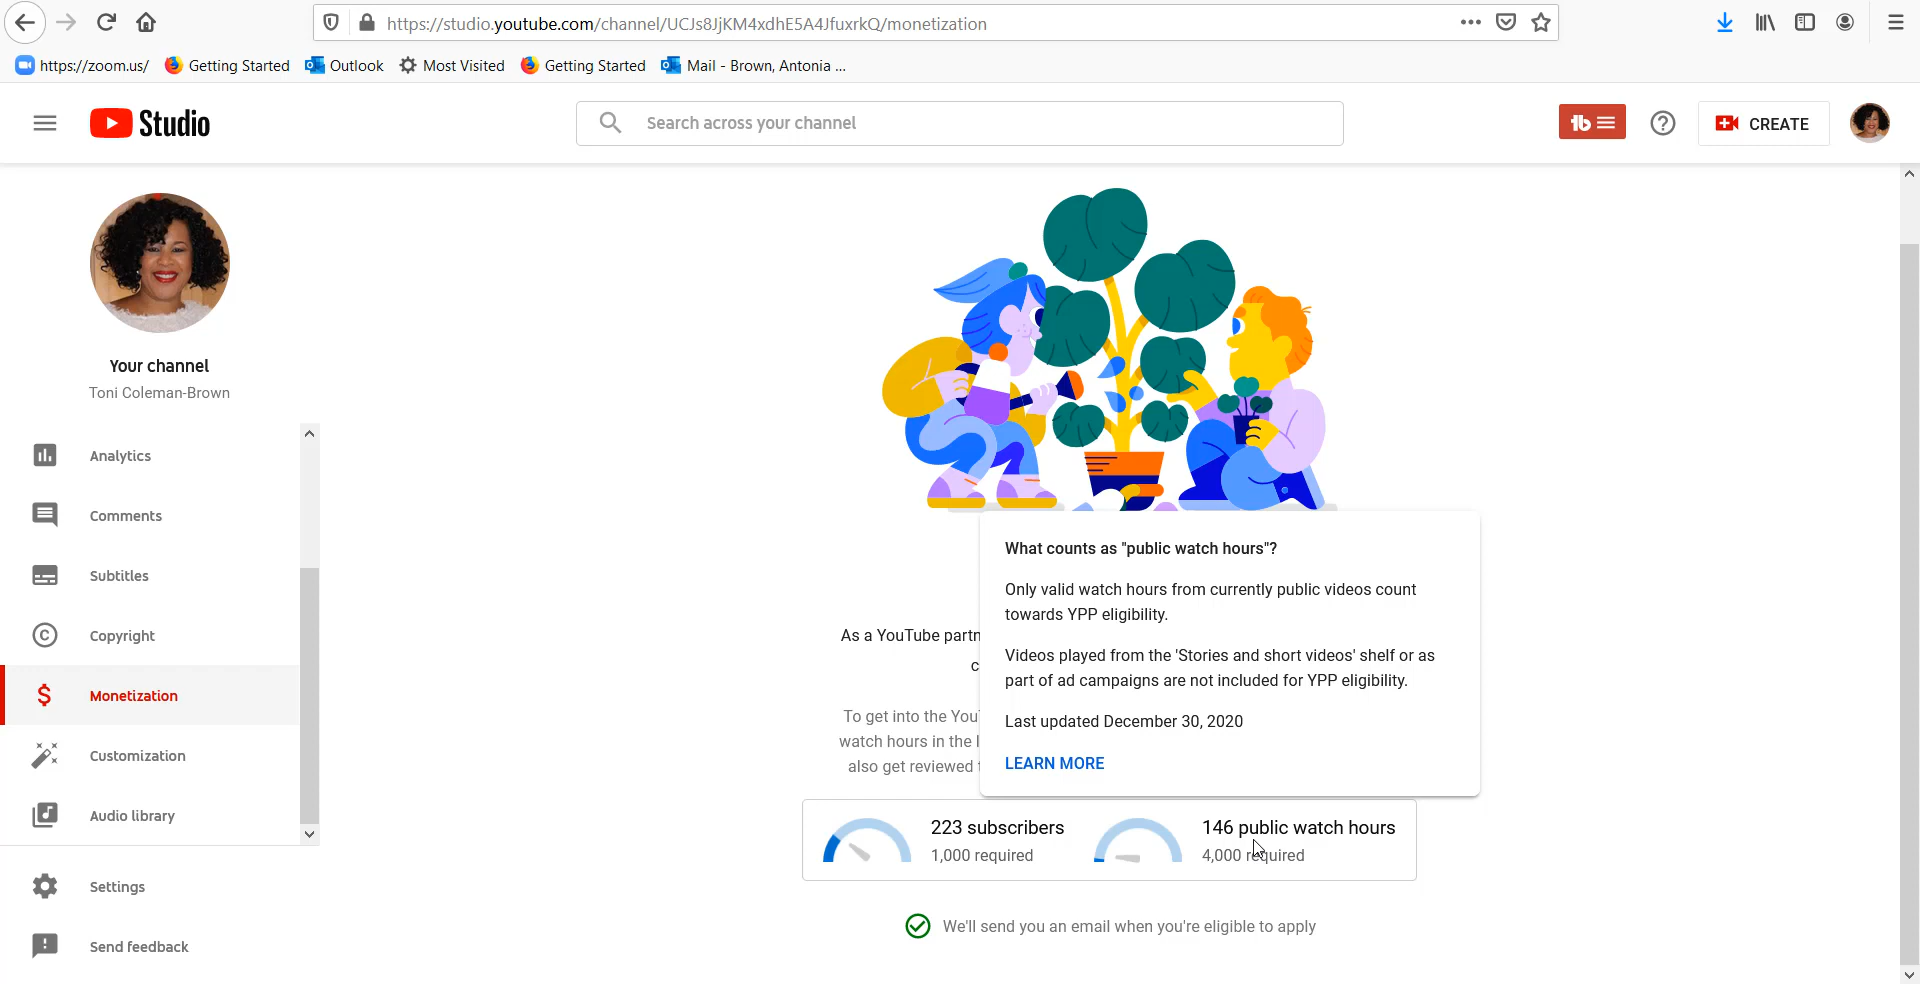 https://studio.youtube.com/channel/UCJs8JjKM4xdhE5A4JfuxrkQ/monetization
https://zoom.us/
Getting Started
Outlook
Most Visited
Getting Started
Mail - Brown, Antonia ...
Studio
Search across your channel
CREATE
Your channel
Toni Coleman-Brown
Analytics
Comments
Subtitles
Copyright
Monetization
Customization
Audio library
Settings
Send feedback
What counts as "public watch hours"?
Only valid watch hours from currently public videos count
towards YPP eligibility.
Videos played from the 'Stories and short videos' shelf or as
part of ad campaigns are not included for YPP eligibility.
Last updated December 30, 2020
LEARN MORE
As a YouTube partn
c
To get into the You
watch hours in the
also get reviewed
223 subscribers
1,000 required
146 public watch hours
4,000 required
We'll send you an email when you're eligible to apply